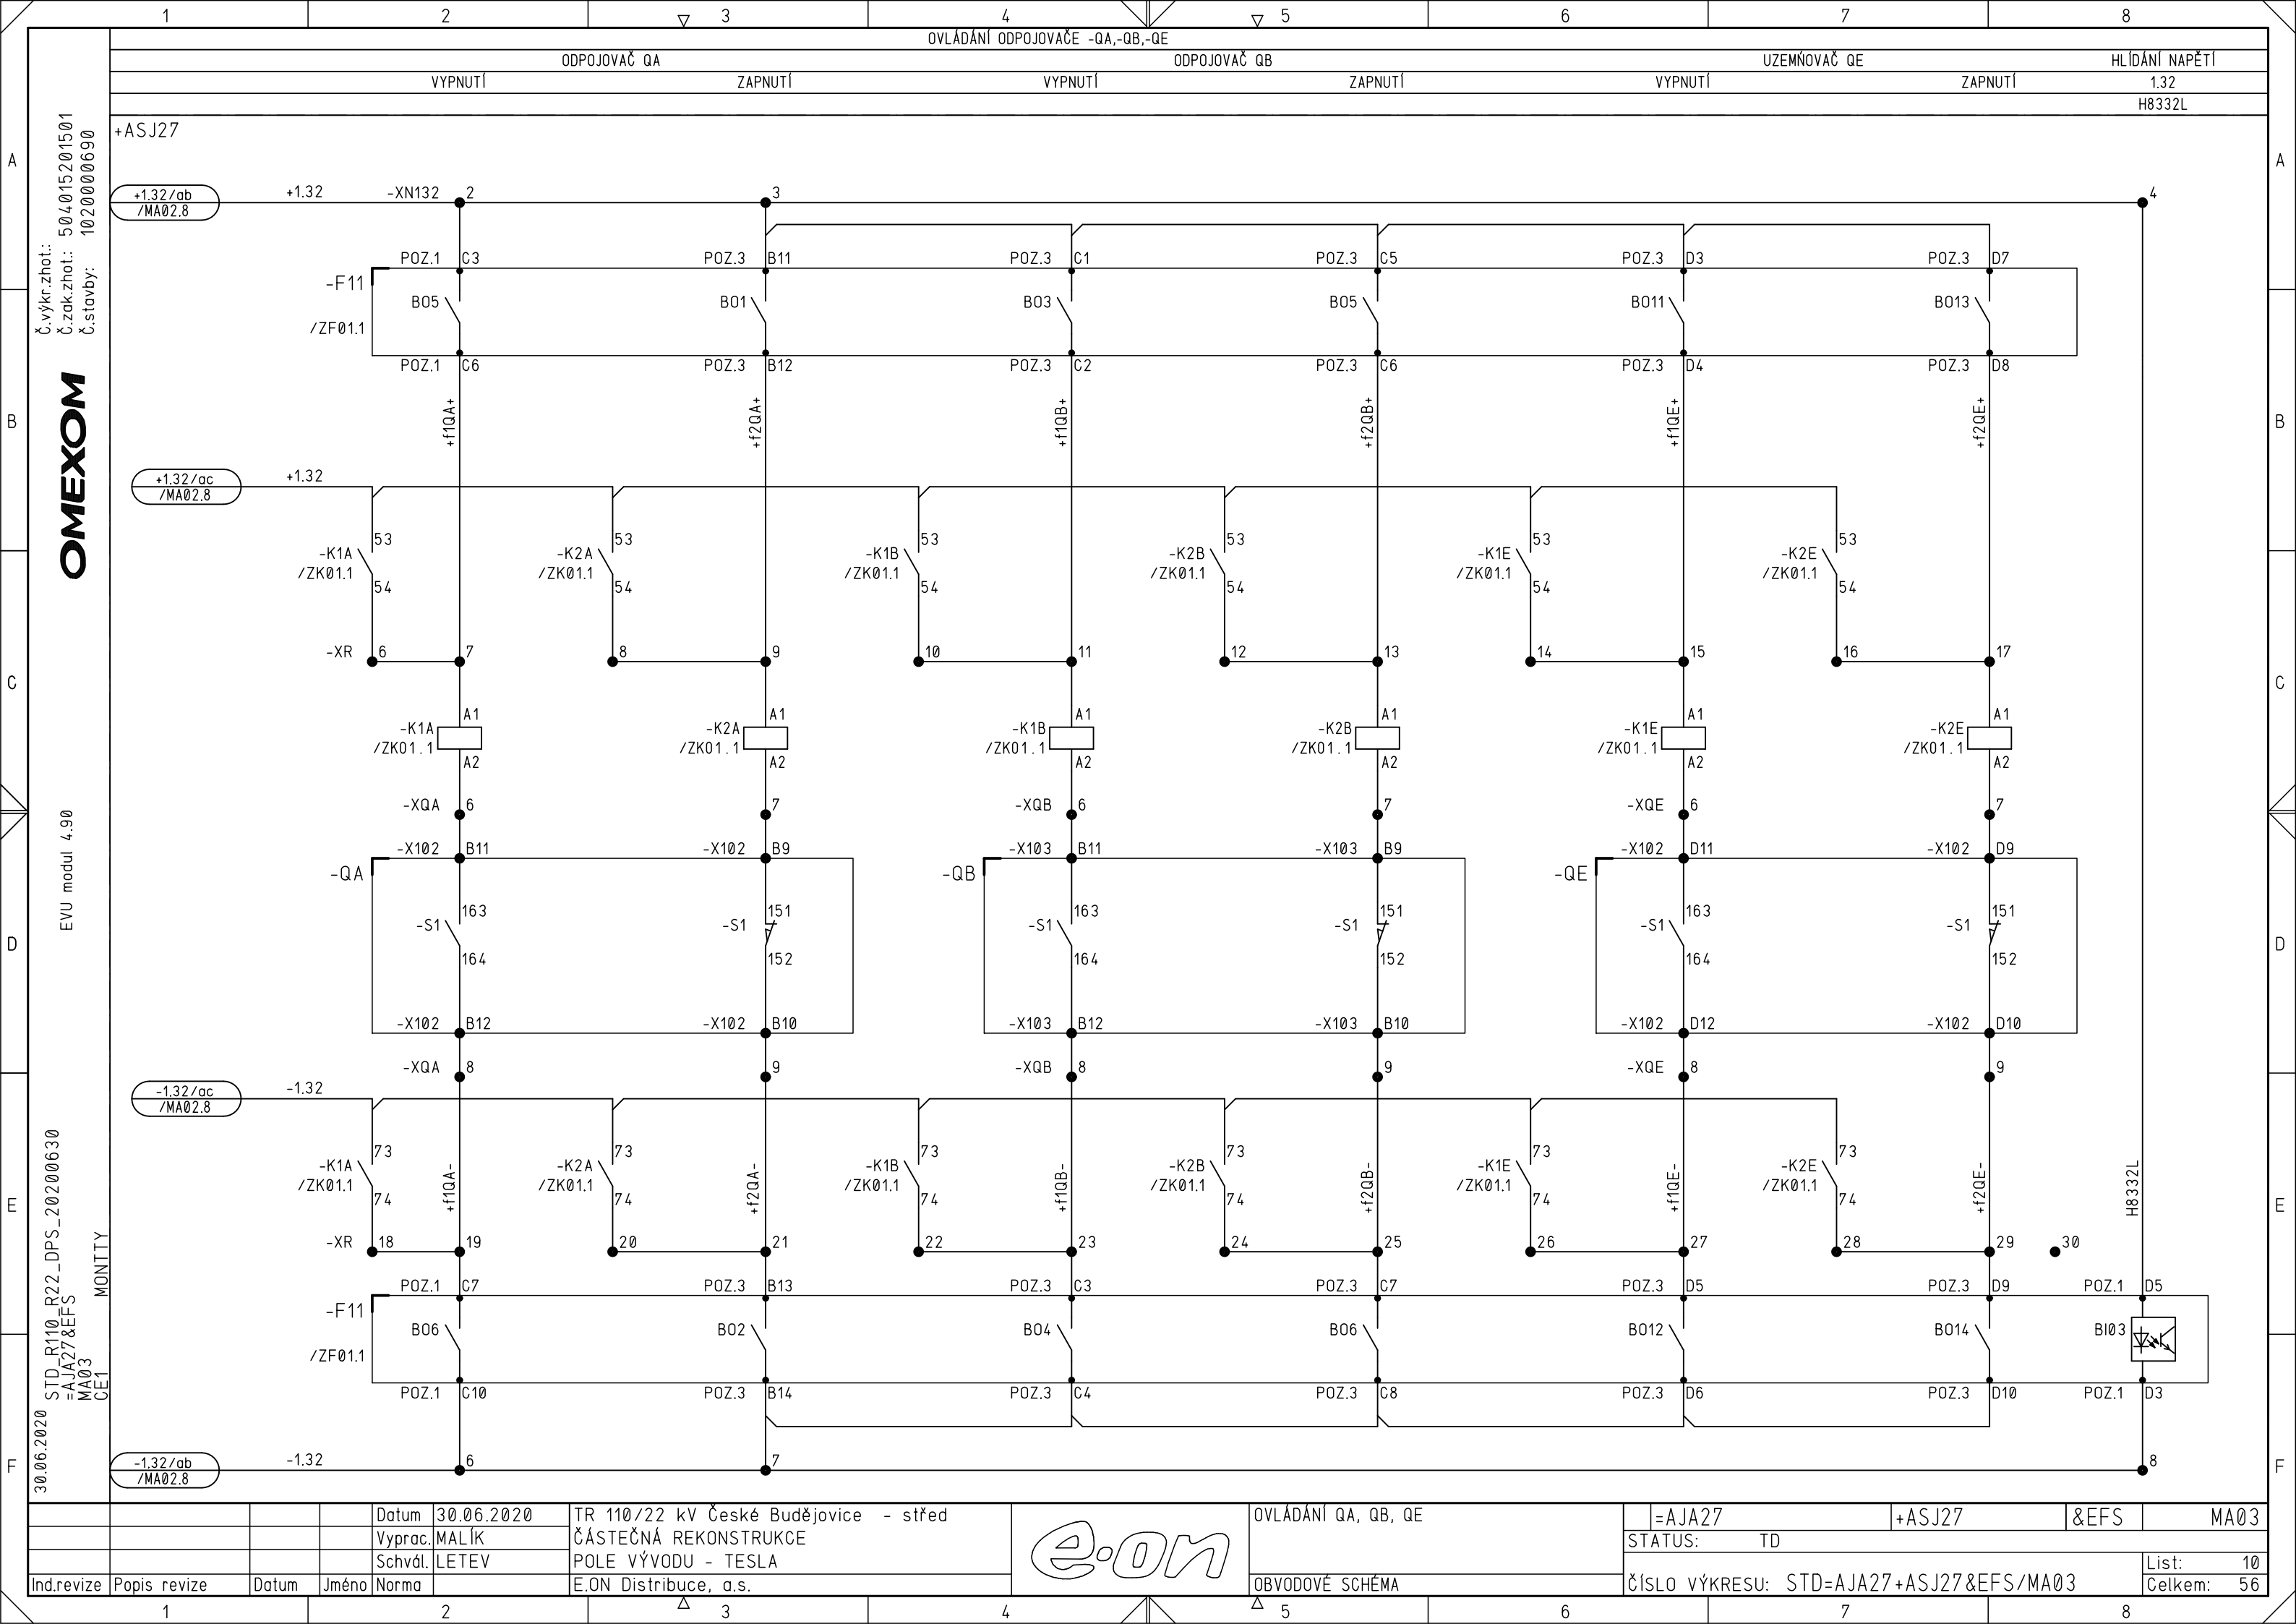 1 2 3 4 5 6 7 8
OVLÁDÁNÍ ODPOJOVAČE -QA,-QB,-QE
ODPOJOVAČ QA ODPOJOVAČ QB UZEMŇOVAČ QE HLÍDÁNÍ NAPĚTÍ
VYPNUTÍ ZAPNUTÍ VYPNUTÍ ZAPNUTÍ VYPNUTÍ ZAPNUTÍ 1.32
H8332L
+ASJ27
A A
+1.32/ab +1.32 -XN132 2 3 4
/MA02.8
POZ.1 C3 POZ.3 B11 POZ.3 C1 POZ.3 C5 POZ.3 D3 POZ.3 D7
-F11
BO5 BO1 BO3 BO5 BO11 BO13
/ZF01.1
POZ.1 C6 POZ.3 B12 POZ.3 C2 POZ.3 C6 POZ.3 D4 POZ.3 D8
B B
+f1QA+ +f2QA+ +f1QB+ +f2QB+ +f1QE+ +f2QE+
+1.32/ac +1.32
/MA02.8
53 53 53 53 53 53
-K1A -K2A -K1B -K2B -K1E -K2E
/ZK01.1 /ZK01.1 /ZK01.1 /ZK01.1 /ZK01.1 /ZK01.1
54 54 54 54 54 54
-XR 6 7 8 9 10 11 12 13 14 15 16 17
C C
A1 A1 A1 A1 A1 A1
-K1A -K2A -K1B -K2B -K1E -K2E
/ZK01.1 /ZK01.1 /ZK01.1 /ZK01.1 /ZK01.1 /ZK01.1
A2 A2 A2 A2 A2 A2
-XQA 6 7 -XQB 6 7 -XQE 6 7
-X102 B11 -X102 B9 -X103 B11 -X103 B9 -X102 D11 -X102 D9
-QA -QB -QE
163 151 163 151 163 151
-S1 -S1 -S1 -S1 -S1 -S1
164 152 164 152 164 152
D D
-X102 B12 -X102 B10 -X103 B12 -X103 B10 -X102 D12 -X102 D10
-XQA 8 9 -XQB 8 9 -XQE 8 9
-1.32/ac -1.32
/MA02.8
73 73 73 73 73 73
-K1A -K2A -K1B -K2B -K1E -K2E
/ZK01.1 /ZK01.1 /ZK01.1 /ZK01.1 /ZK01.1 /ZK01.1
74 74 74 74 74 74
+f1QA- +f2QA- +f1QB- +f2QB- +f1QE- +f2QE- H8332L
E E
-XR 18 19 20 21 22 23 24 25 26 27 28 29 30
POZ.1 C7 POZ.3 B13 POZ.3 C3 POZ.3 C7 POZ.3 D5 POZ.3 D9 POZ.1 D5
-F11
BO6 BO2 BO4 BO6 BO12 BO14 BI03
/ZF01.1
POZ.1 C10 POZ.3 B14 POZ.3 C4 POZ.3 C8 POZ.3 D6 POZ.3 D10 POZ.1 D3
F F
-1.32/ab -1.32 6 7 8
/MA02.8
Č.výkr.zhot.:
Č.zak.zhot.: 5040152015​01
Č.stavby: 1020000690
OMEXOM
EVU modul 4.90
STD_R110_R22_DPS_20200630
=AJA27&EFS
MA03
CE1 MONTTY
30.06.2020
Datum 30.06.2020 TR 110/22 kV České Budějovice - střed
Vyprac. MALÍK ČÁSTEČNÁ REKONSTRUKCE
Schvál. LETEV POLE VÝVODU - TESLA
Ind.revize Popis revize Datum Jméno Norma E.ON Distribuce, a.s.
e·on
OVLÁDÁNÍ QA, QB, QE
OBVODOVÉ SCHÉMA
=AJA27 +ASJ27 &EFS MA03
STATUS: TD
List: 10
ČÍSLO VÝKRESU: STD=AJA27+ASJ27&EFS/MA03 Celkem: 56
1 2 3 4 5 6 7 8